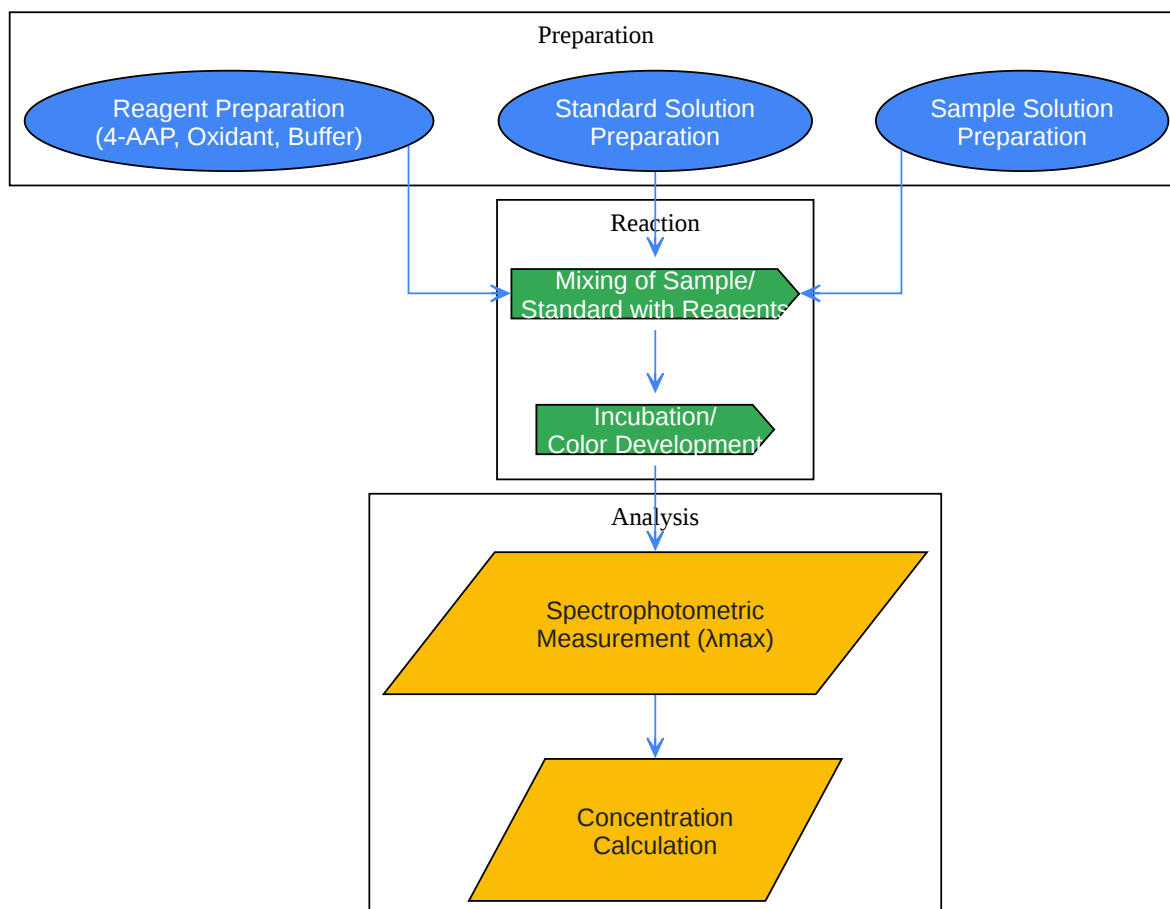 Preparation
Reagent Preparation
(4-AAP, Oxidant, Buffer)
Standard Solution
Preparation
Sample Solution
Preparation
Reaction
Mixing of Sample/
Standard with Reagents
Incubation/
Color Development
Analysis
Spectrophotometric
Measurement (λmax)
Concentration
Calculation